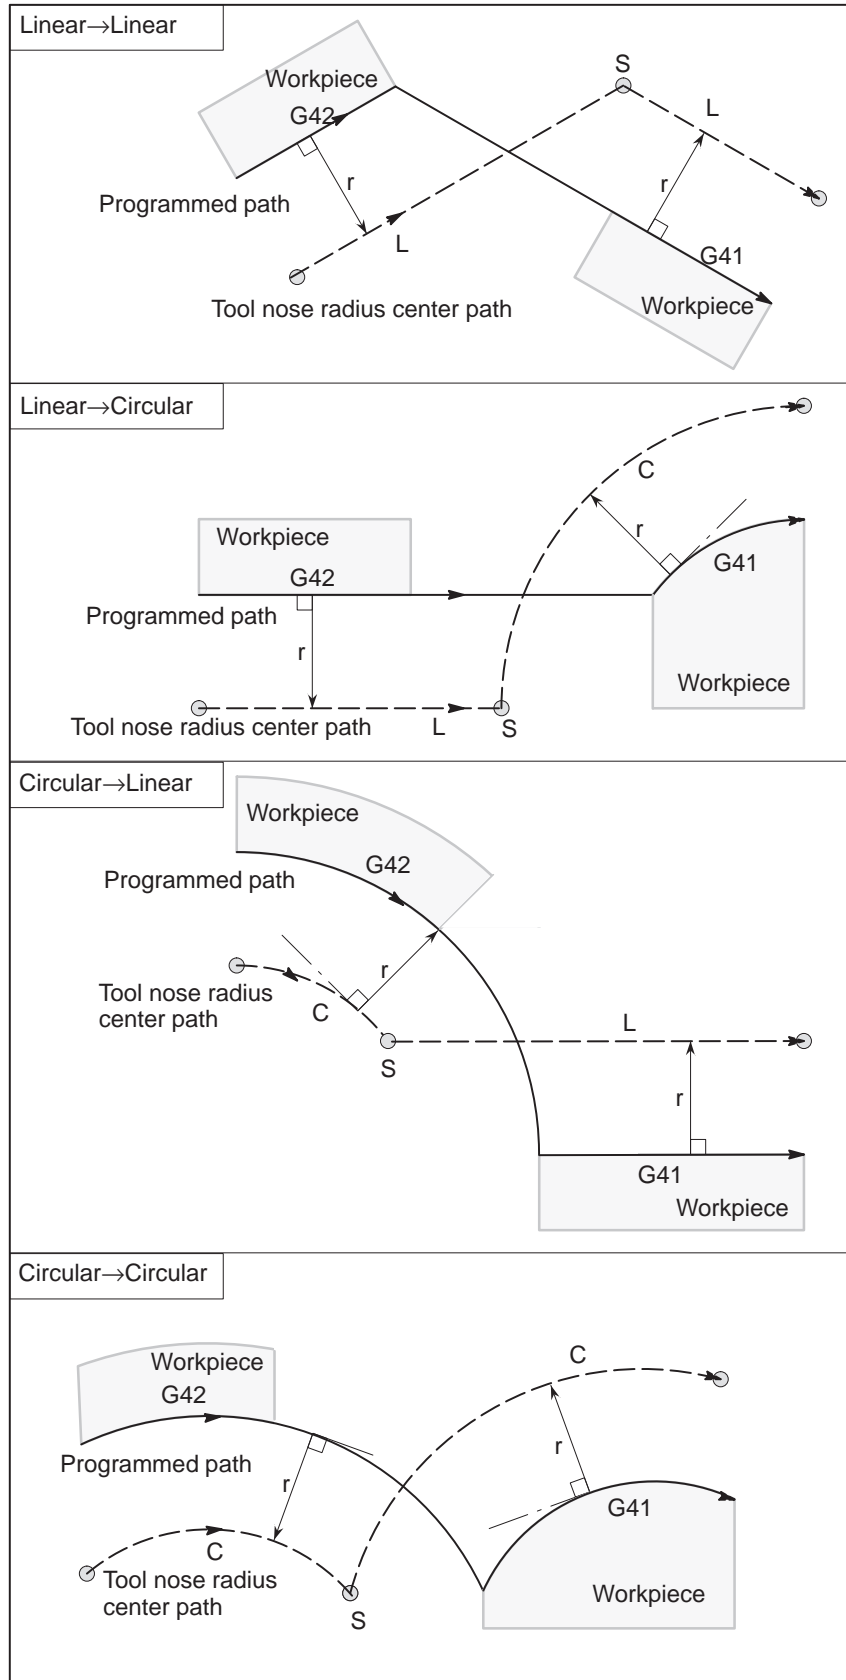 Linear→Linear
S
Workpiece
L
G42
r
r
Programmed path
L
G41
Tool nose radius center path
Workpiece
Linear→Circular
C
r
Workpiece
G41
G42
Programmed path
r
Workpiece
Tool nose radius center path
L
S
Circular→Linear
Workpiece
G42
Programmed path
r
Tool nose radius
center path
C
L
S
r
G41
Workpiece
Circular→Circular
C
Workpiece
G42
r
Programmed path
r
G41
C
Tool nose radius
center path
Workpiece
S